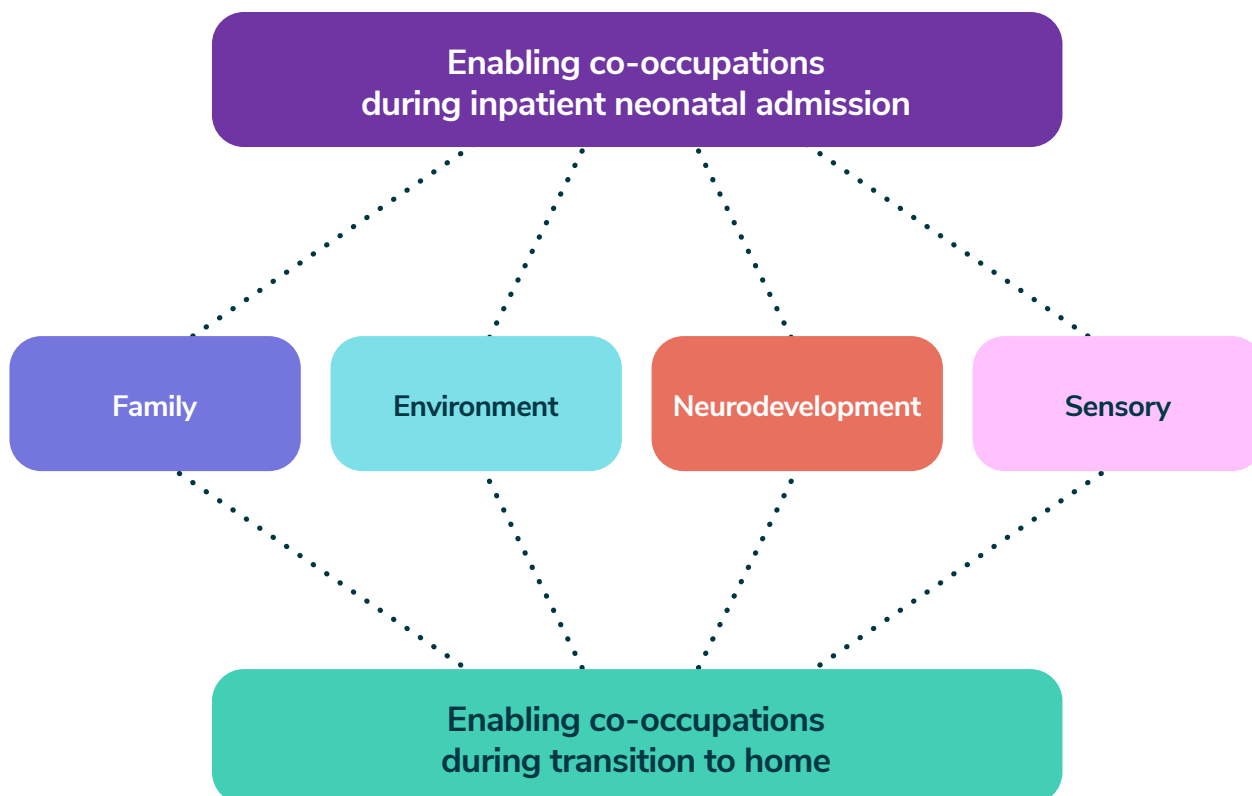 Enabling co-occupations
during inpatient neonatal admission
Family
Environment
Neurodevelopment
Sensory
Enabling co-occupations
during transition to home